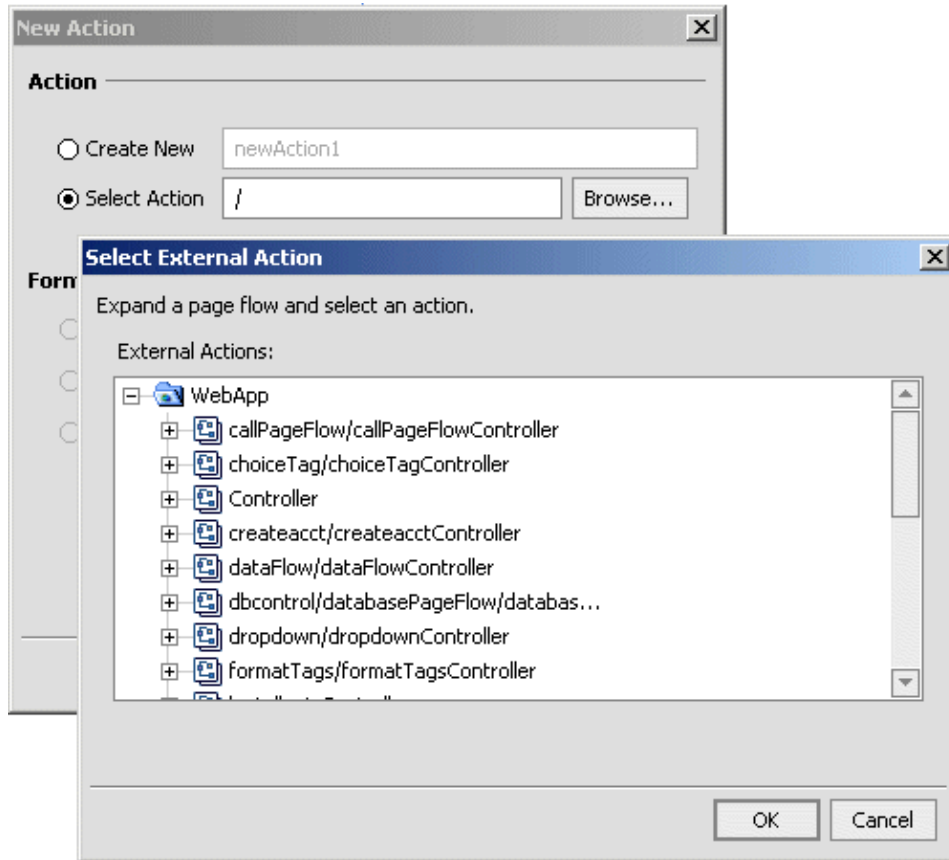 New Action
Action
Create New newAction1
Select Action / Browse...
Select External Action
Expand a page flow and select an action.
External Actions:
WebApp
callPageFlow/callPageFlowController
choiceTag/choiceTagController
Controller
createacct/createacctController
dataFlow/dataFlowController
dbcontrol/databasePageFlow/databas...
dropdown/dropdownController
formatTags/formatTagsController
OK Cancel